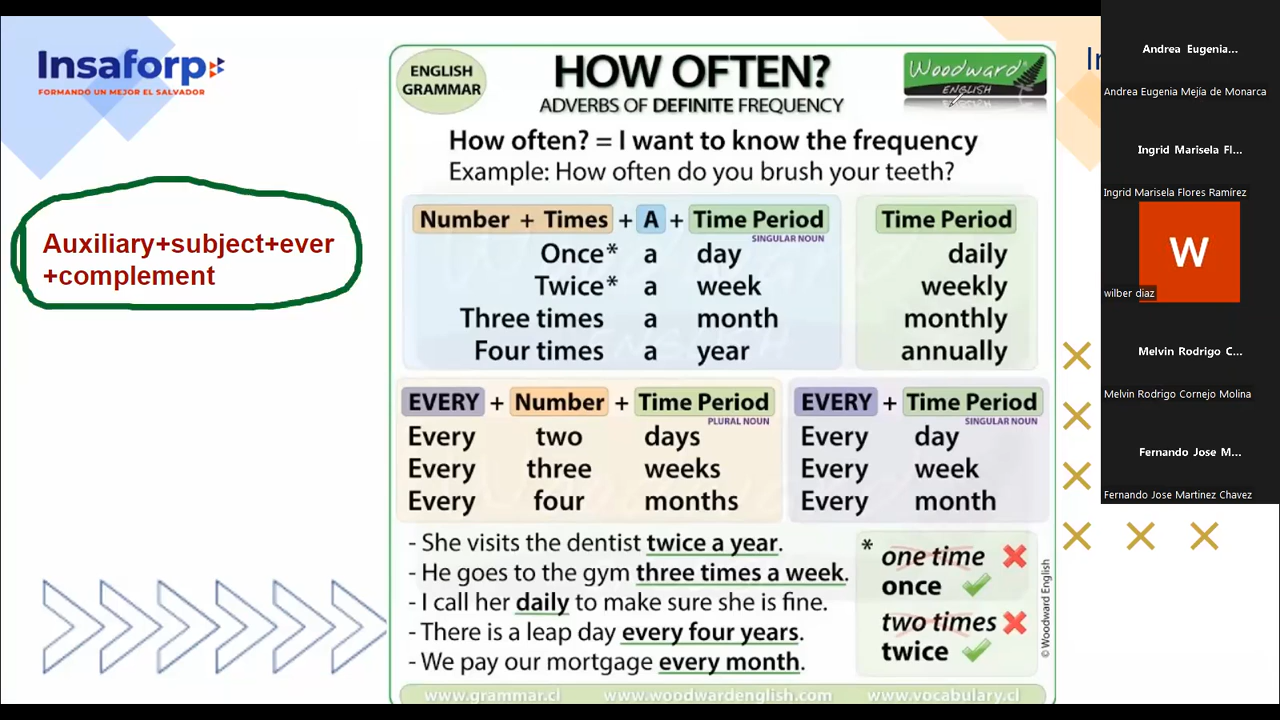 Insaforp
FORMANDO UN MEJOR EL SALVADOR
Auxiliary+subject+ever
+complement
ENGLISH
GRAMMAR
HOW OFTEN?
ADVERBS OF DEFINITE FREQUENCY
Woodward®
ENGLISH
How often? = I want to know the frequency
Example: How often do you brush your teeth?
Number + Times + A + Time Period
SINGULAR NOUN
Once* a day
Twice* a week
Three times a month
Four times a year
Time Period
daily
weekly
monthly
annually
EVERY + Number + Time Period
PLURAL NOUN
Every two days
Every three weeks
Every four months
EVERY + Time Period
SINGULAR NOUN
Every day
Every week
Every month
- She visits the dentist twice a year.
- He goes to the gym three times a week.
- I call her daily to make sure she is fine.
- There is a leap day every four years.
- We pay our mortgage every month.
* one time
once
two times
twice
© Woodward English
www.grammar.cl www.woodwardenglish.com www.vocabulary.cl
Andrea Eugenia...
Andrea Eugenia Mejía de Monarca
Ingrid Marisela Fl...
Ingrid Marisela Flores Ramírez
W
wilber diaz
Melvin Rodrigo C...
Melvin Rodrigo Cornejo Molina
Fernando Jose M...
Fernando Jose Martinez Chavez